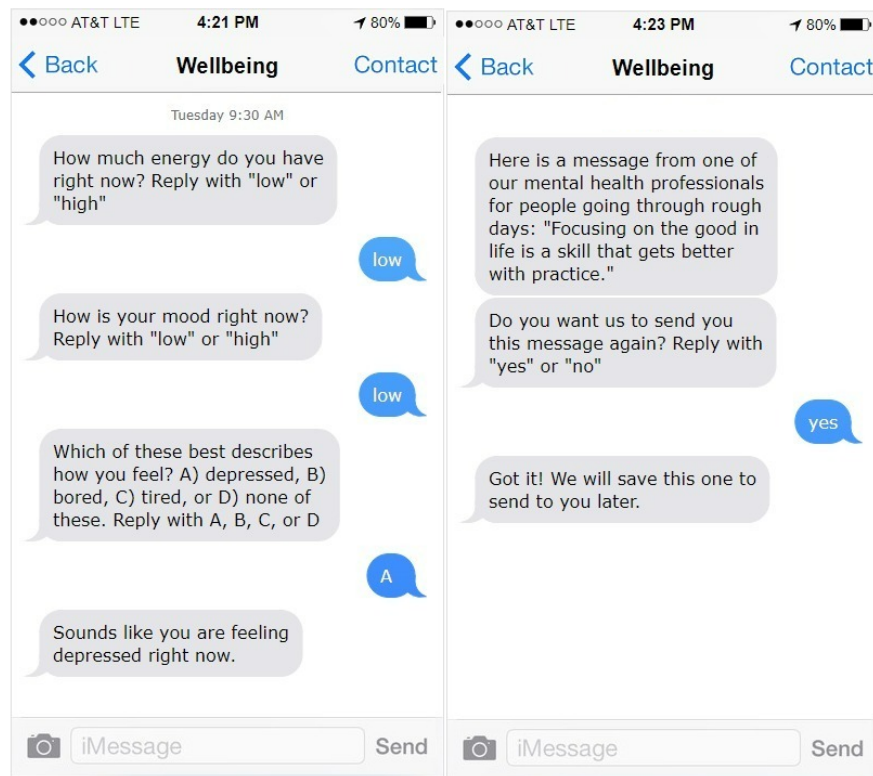 AT&T LTE 4:21 PM 80%
Back Wellbeing Contact
Tuesday 9:30 AM
How much energy do you have
right now? Reply with "low" or
"high"
low
How is your mood right now?
Reply with "low" or "high"
low
Which of these best describes
how you feel? A) depressed, B)
bored, C) tired, or D) none of
these. Reply with A, B, C, or D
A
Sounds like you are feeling
depressed right now.
iMessage Send
AT&T LTE 4:23 PM 80%
Back Wellbeing Contact
Here is a message from one of
our mental health professionals
for people going through rough
days: "Focusing on the good in
life is a skill that gets better
with practice."
Do you want us to send you
this message again? Reply with
"yes" or "no"
yes
Got it! We will save this one to
send to you later.
iMessage Send